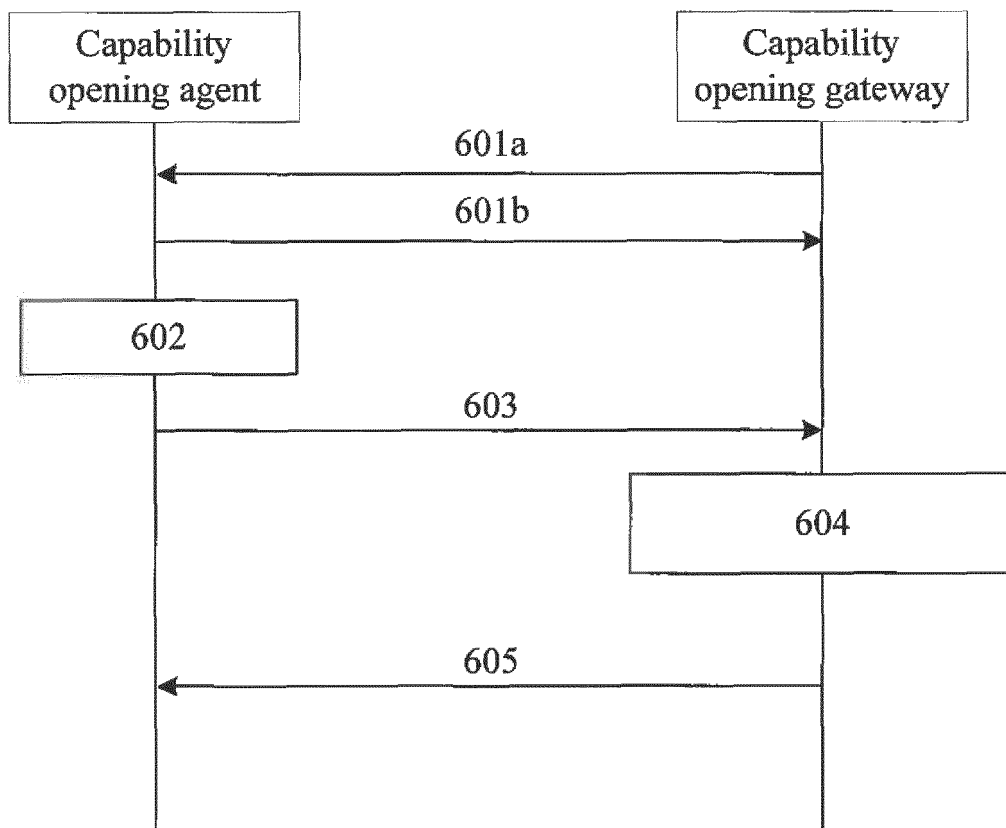 Capability
opening agent
Capability
opening gateway
601a
601b
602
603
604
605